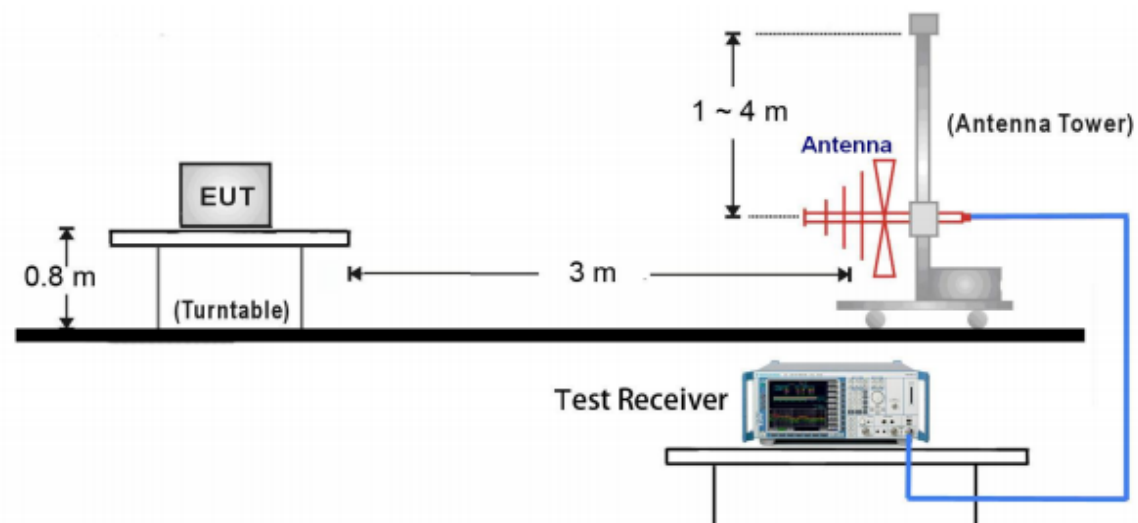 1 ~ 4 m
(Antenna Tower)
Antenna
EUT
0.8 m
3 m
(Turntable)
Test Receiver